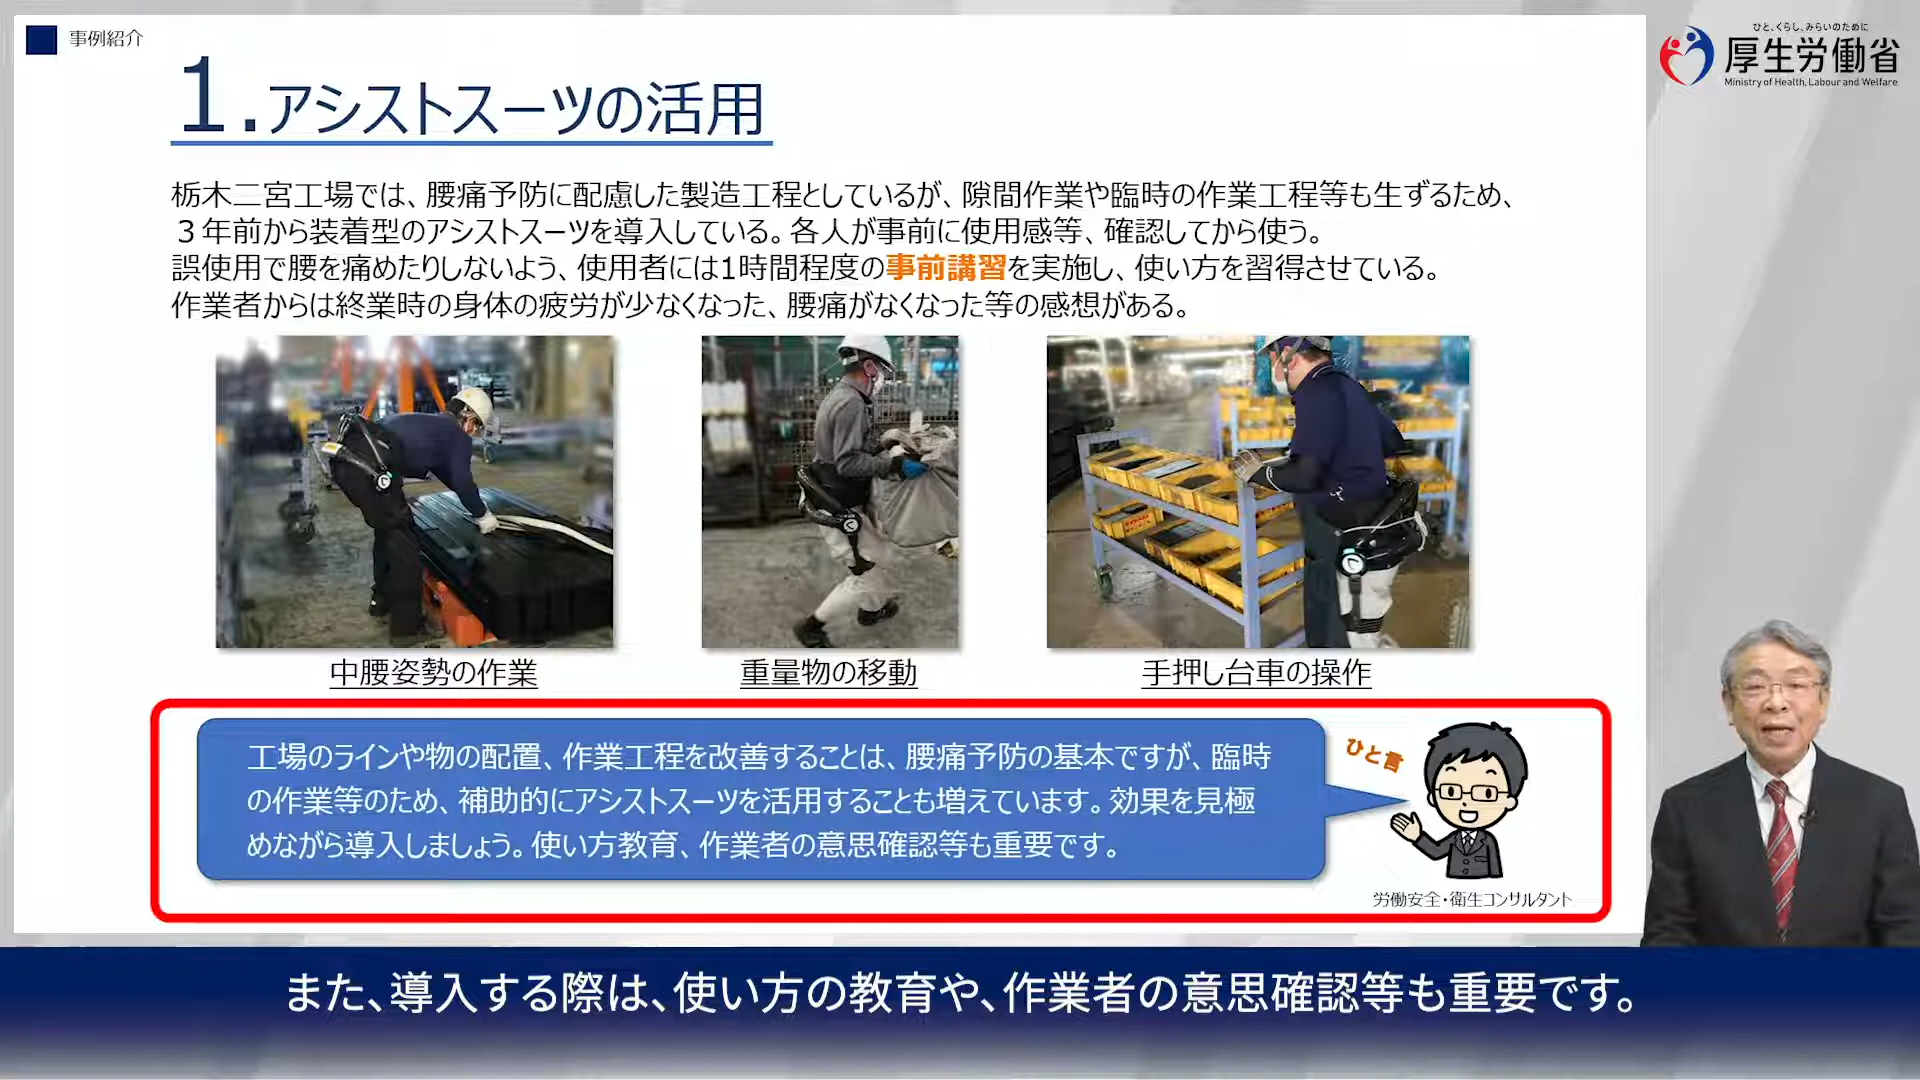 事例紹介
ひと、くらし、みらいのために
厚生労働省
Ministry of Health, Labour and Welfare
1.アシストスーツの活用
栃木二宮工場では、腰痛予防に配慮した製造工程としているが、隙間作業や臨時の作業工程等も生ずるため、
３年前から装着型のアシストスーツを導入している。各人が事前に使用感等、確認してから使う。
誤使用で腰を痛めたりしないよう、使用者には1時間程度の事前講習を実施し、使い方を習得させている。
作業者からは終業時の身体の疲労が少なくなった、腰痛がなくなった等の感想がある。
中腰姿勢の作業
重量物の移動
手押し台車の操作
工場のラインや物の配置、作業工程を改善することは、腰痛予防の基本ですが、臨時
の作業等のため、補助的にアシストスーツを活用することも増えています。効果を見極
めながら導入しましょう。使い方教育、作業者の意思確認等も重要です。
ひと言
労働安全・衛生コンサルタント
また、導入する際は、使い方の教育や、作業者の意思確認等も重要です。